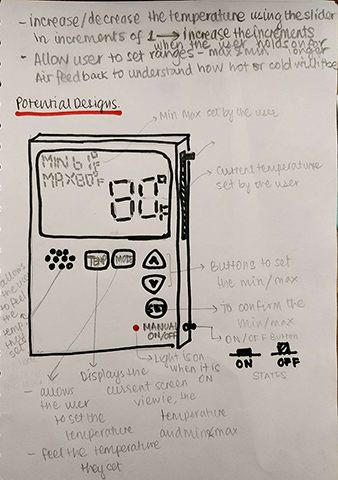 - increase/decrease the temperature using the slider
in increments of 1 → increase the increments
when the user holds on for
longer
- Allow user to set ranges - max & min
Air feedback to understand how hot or cold will the
Potential Designs.
Min max set by the user
MIN 61°F
MAX 80°F
80°F
Current temperature
set by the user
TEMP
MODE
SET
Buttons to set
the min/max
To confirm the
min/max
MANUAL
ON/OFF
ON/OFF Button
ON
OFF
STATES
allows
the user
to feel
the
temp
that
set
Light is on
when it is
ON
Displays the
current screen
view ie, the
temperature
and min & max
- allows
the user
to set the
temperature
- feel the temperature
they set